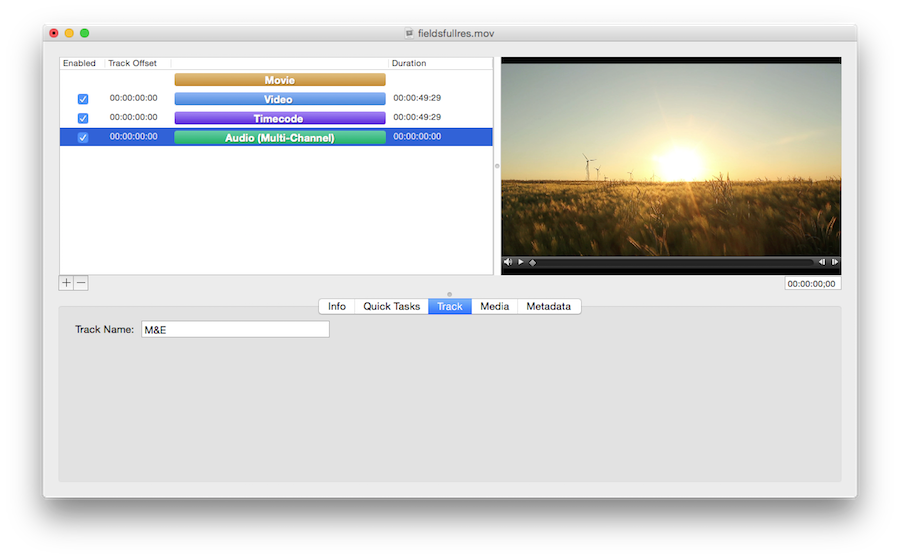 fieldsfullres.mov
Enabled Track Offset Duration
Movie
00:00:00:00 Video 00:00:49:29
00:00:00:00 Timecode 00:00:49:29
00:00:00:00 Audio (Multi-Channel) 00:00:00:00
00:00:00;00
Info Quick Tasks Track Media Metadata
Track Name: M&E